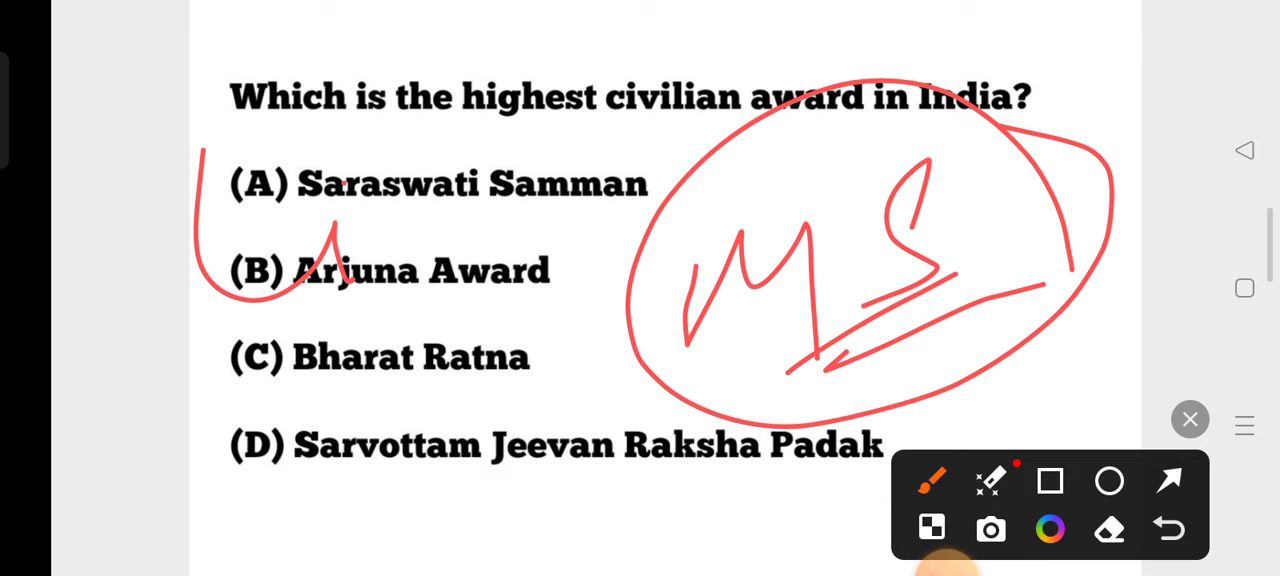 Which is the highest civilian award in India?
(A) Saraswati Samman
MS
(B) Arjuna Award
(C) Bharat Ratna
(D) Sarvottam Jeevan Raksha Padak